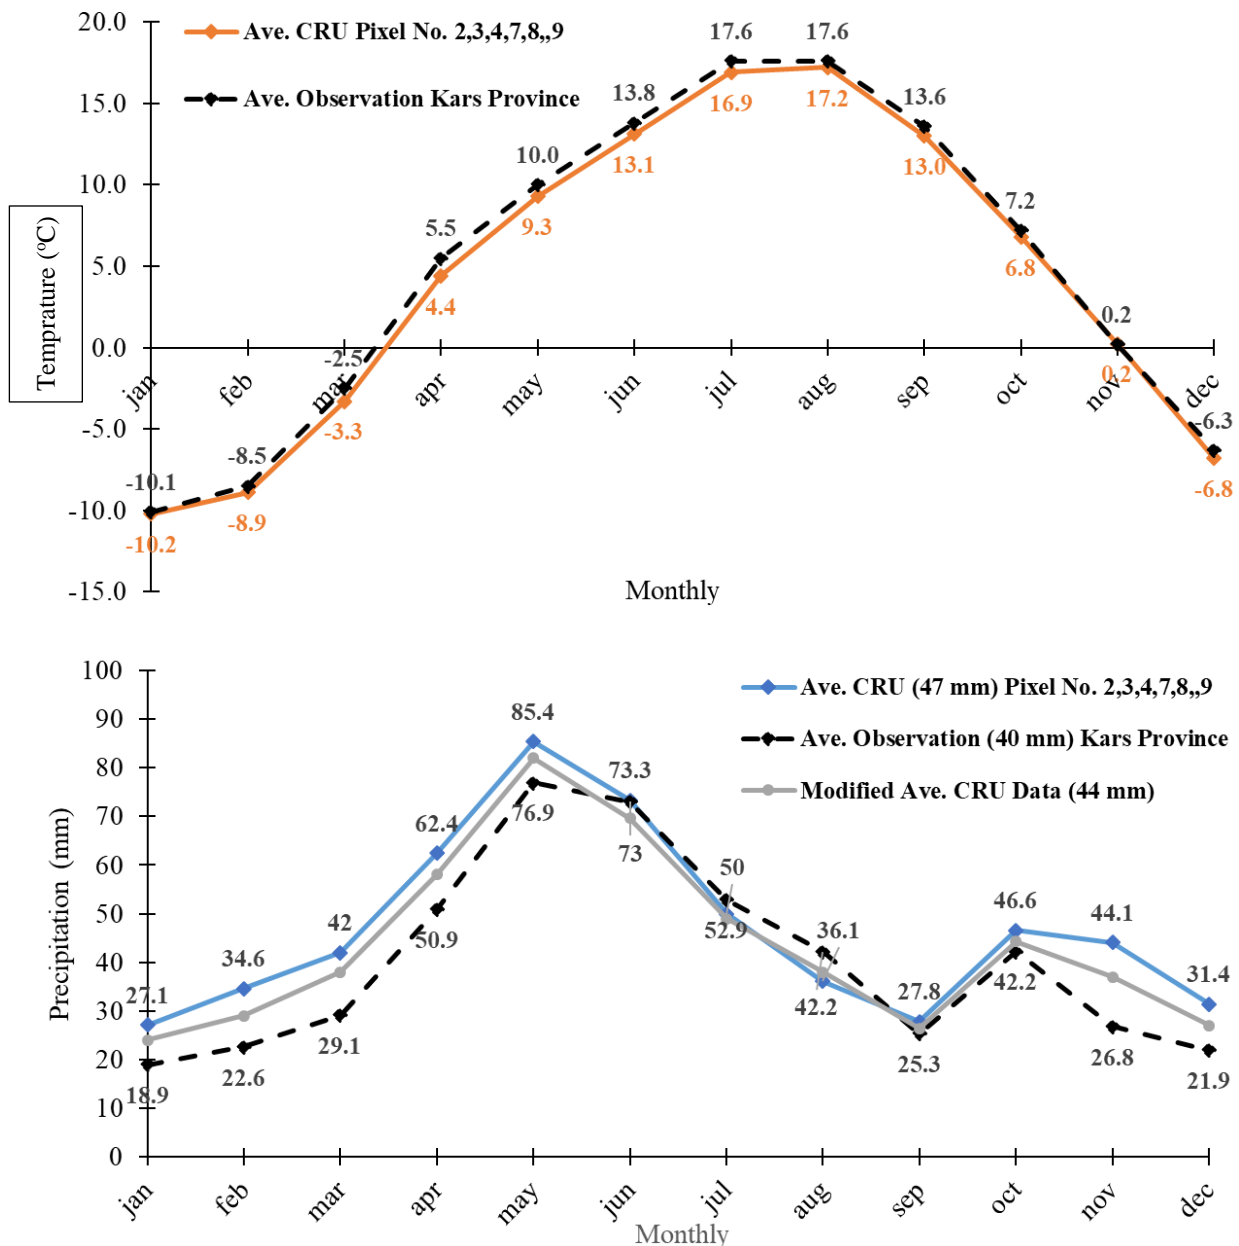 20.0
15.0
10.0
5.0
0.0
-5.0
-10.0
-15.0
Temprature (ºC)
Ave. CRU Pixel No. 2,3,4,7,8,,9
Ave. Observation Kars Province
-10.1
-8.5
-2.5
5.5
10.0
13.8
17.6
17.6
13.6
7.2
0.2
-6.3
-10.2
-8.9
-3.3
4.4
9.3
13.1
16.9
17.2
13.0
6.8
0.2
-6.8
jan
feb
mar
apr
may
jun
jul
aug
sep
oct
nov
dec
Monthly
100
90
80
70
60
50
40
30
20
10
0
Precipitation (mm)
Ave. CRU (47 mm) Pixel No. 2,3,4,7,8,,9
Ave. Observation (40 mm) Kars Province
Modified Ave. CRU Data (44 mm)
27.1
34.6
42
62.4
85.4
73.3
50
36.1
27.8
46.6
44.1
31.4
18.9
22.6
29.1
50.9
76.9
73
52.9
42.2
25.3
42.2
26.8
21.9
jan
feb
mar
apr
may
jun
jul
aug
sep
oct
nov
dec
Monthly